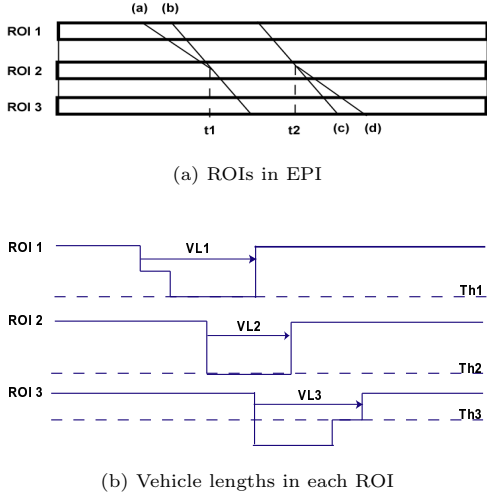 (a) (b)
ROI 1
ROI 2
ROI 3
t1 t2 (c) (d)
(a) ROIs in EPI
ROI 1 VL1
Th1
ROI 2 VL2
Th2
ROI 3 VL3
Th3
(b) Vehicle lengths in each ROI